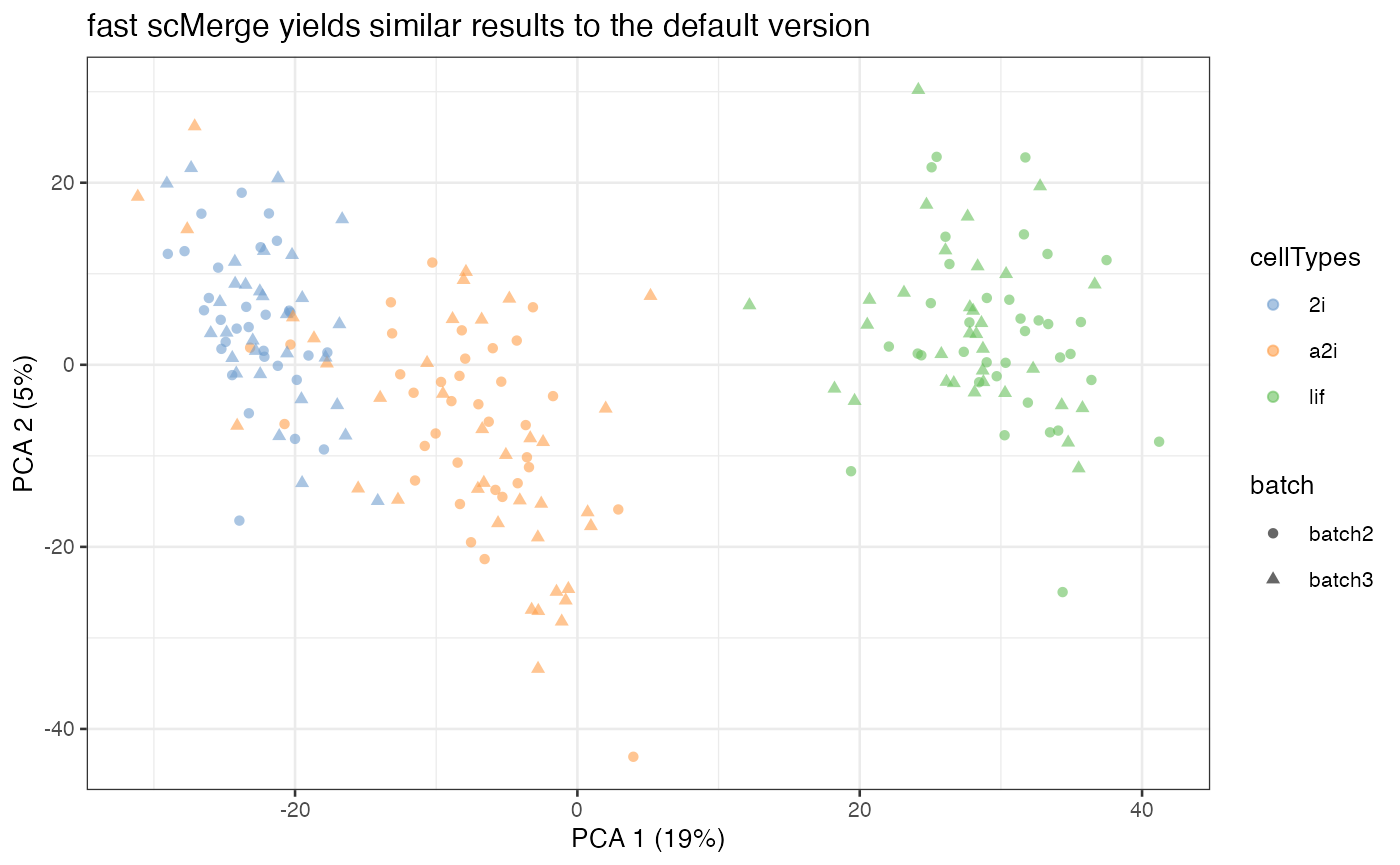 fast scMerge yields similar results to the default version
20
0
-20
-40
PCA 2 (5%)
-20
0
20
40
PCA 1 (19%)
cellTypes
2i
a2i
lif
batch
batch2
batch3